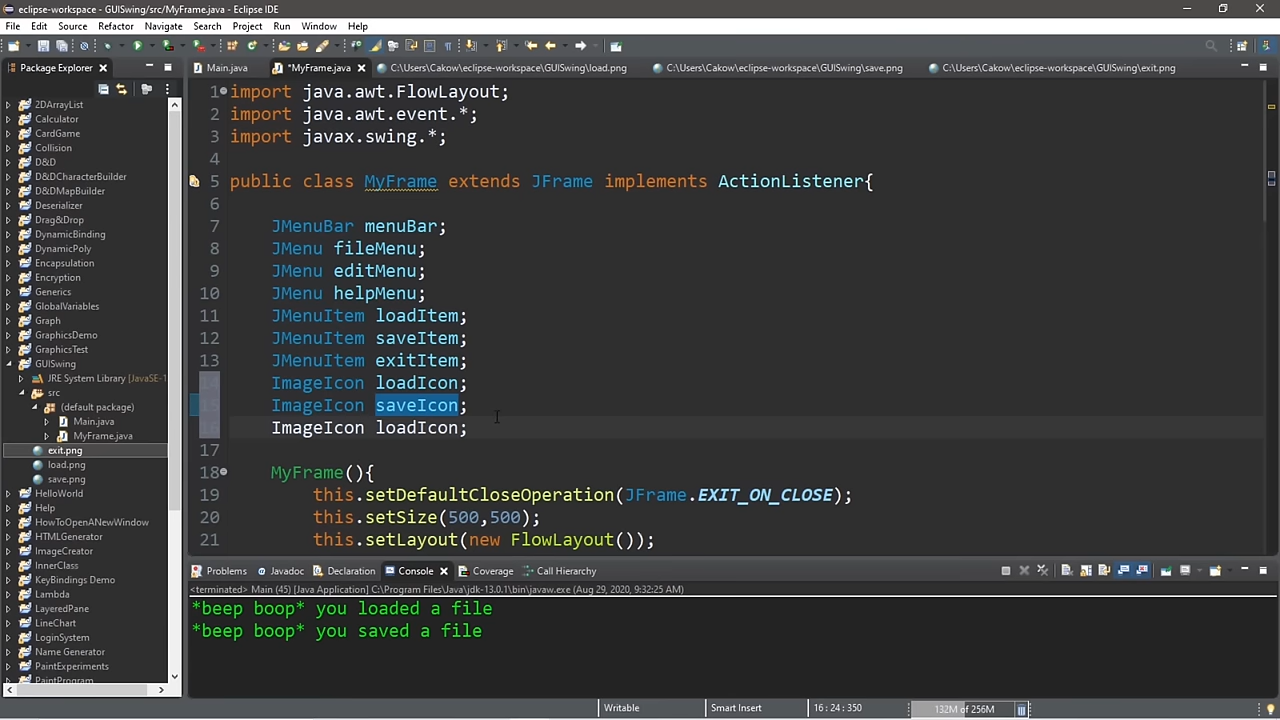 eclipse-workspace - GUISwing/src/MyFrame.java - Eclipse IDE
File Edit Source Refactor Navigate Search Project Run Window Help
Package Explorer
Main.java *MyFrame.java C:\Users\Cakow\eclipse-workspace\GUISwing\load.png C:\Users\Cakow\eclipse-workspace\GUISwing\save.png C:\Users\Cakow\eclipse-workspace\GUISwing\exit.png
2DArrayList
Calculator
CardGame
Collision
D&D
D&DCharacterBuilder
D&DMapBuilder
Deserializer
Drag&Drop
DynamicBinding
DynamicPoly
Encapsulation
Encryption
Generics
GlobalVariables
Graph
GraphicsDemo
GraphicsTest
GUISwing
JRE System Library [JavaSE-1
src
(default package)
Main.java
MyFrame.java
exit.png
load.png
save.png
HelloWorld
Help
HowToOpenANewWindow
HTMLGenerator
ImageCreator
InnerClass
KeyBindings Demo
Lambda
LayeredPane
LineChart
LoginSystem
Name Generator
PaintExperiments
PaintProgram
1 import java.awt.FlowLayout;
2 import java.awt.event.*;
3 import javax.swing.*;
4
5 public class MyFrame extends JFrame implements ActionListener{
6
7 JMenuBar menuBar;
8 JMenu fileMenu;
9 JMenu editMenu;
10 JMenu helpMenu;
11 JMenuItem loadItem;
12 JMenuItem saveItem;
13 JMenuItem exitItem;
14 ImageIcon loadIcon;
15 ImageIcon saveIcon;
16 ImageIcon loadIcon;
17
18 MyFrame(){
19 this.setDefaultCloseOperation(JFrame.EXIT_ON_CLOSE);
20 this.setSize(500,500);
21 this.setLayout(new FlowLayout());
Problems Javadoc Declaration Console Coverage Call Hierarchy
<terminated> Main (45) [Java Application] C:\Program Files\Java\jdk-13.0.1\bin\javaw.exe (Aug 29, 2020, 9:32:25 AM)
*beep boop* you loaded a file
*beep boop* you saved a file
Writable Smart Insert 16 : 24 : 350 132M of 256M